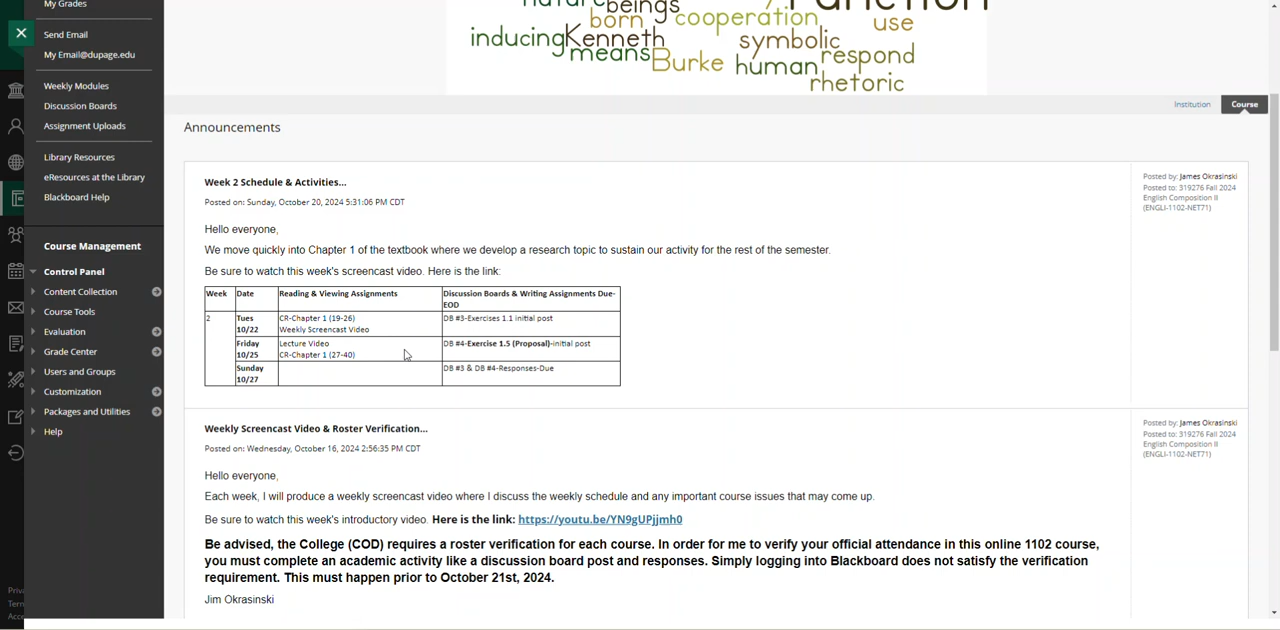 My Grades
Send Email
My Email@dupage.edu
Weekly Modules
Discussion Boards
Assignment Uploads
Library Resources
eResources at the Library
Blackboard Help
Course Management
Control Panel
Content Collection
Course Tools
Evaluation
Grade Center
Users and Groups
Customization
Packages and Utilities
Help
nature beings
born cooperation use
inducing Kenneth symbolic
means Burke human respond
rhetoric
Institution Course
Announcements
Week 2 Schedule & Activities...
Posted on: Sunday, October 20, 2024 5:31:06 PM CDT
Hello everyone,
We move quickly into Chapter 1 of the textbook where we develop a research topic to sustain our activity for the rest of the semester.
Be sure to watch this week's screencast video. Here is the link:
Week Date Reading & Viewing Assignments Discussion Boards & Writing Assignments Due-
EOD
2 Tues CR-Chapter 1 (19-26) DB #3-Exercises 1.1 initial post
10/22 Weekly Screencast Video
Friday Lecture Video DB #4-Exercise 1.5 (Proposal)-initial post
10/25 CR-Chapter 1 (27-40)
Sunday DB #3 & DB #4-Responses-Due
10/27
Posted by: James Okrasinski
Posted to: 319276 Fall 2024
English Composition II
(ENGLI-1102-NET71)
Weekly Screencast Video & Roster Verification...
Posted on: Wednesday, October 16, 2024 2:56:35 PM CDT
Hello everyone,
Each week, I will produce a weekly screencast video where I discuss the weekly schedule and any important course issues that may come up.
Be sure to watch this week's introductory video. Here is the link: https://youtu.be/YN9gUPjjmh0
Be advised, the College (COD) requires a roster verification for each course. In order for me to verify your official attendance in this online 1102 course,
you must complete an academic activity like a discussion board post and responses. Simply logging into Blackboard does not satisfy the verification
requirement. This must happen prior to October 21st, 2024.
Jim Okrasinski
Posted by: James Okrasinski
Posted to: 319276 Fall 2024
English Composition II
(ENGLI-1102-NET71)